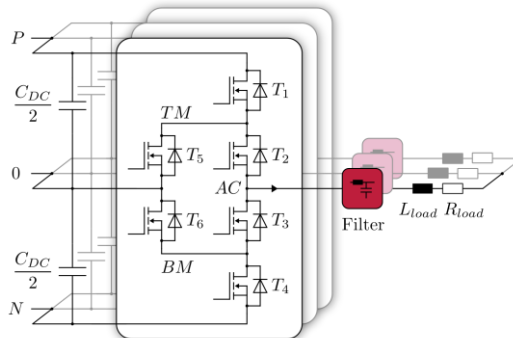 P
T₁
C_DC
2
TM
T₅
T₂
0
AC
T₆
T₃
Filter
L_load R_load
C_DC
2
BM
T₄
N